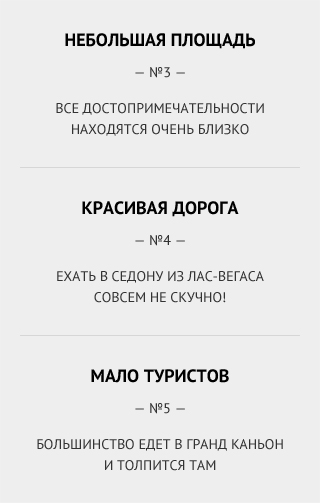 НЕБОЛЬШАЯ ПЛОЩАДЬ
— №3 —
ВСЕ ДОСТОПРИМЕЧАТЕЛЬНОСТИ
НАХОДЯТСЯ ОЧЕНЬ БЛИЗКО
КРАСИВАЯ ДОРОГА
— №4 —
ЕХАТЬ В СЕДОНУ ИЗ ЛАС-ВЕГАСА
СОВСЕМ НЕ СКУЧНО!
МАЛО ТУРИСТОВ
— №5 —
БОЛЬШИНСТВО ЕДЕТ В ГРАНД КАНЬОН
И ТОЛПИТСЯ ТАМ